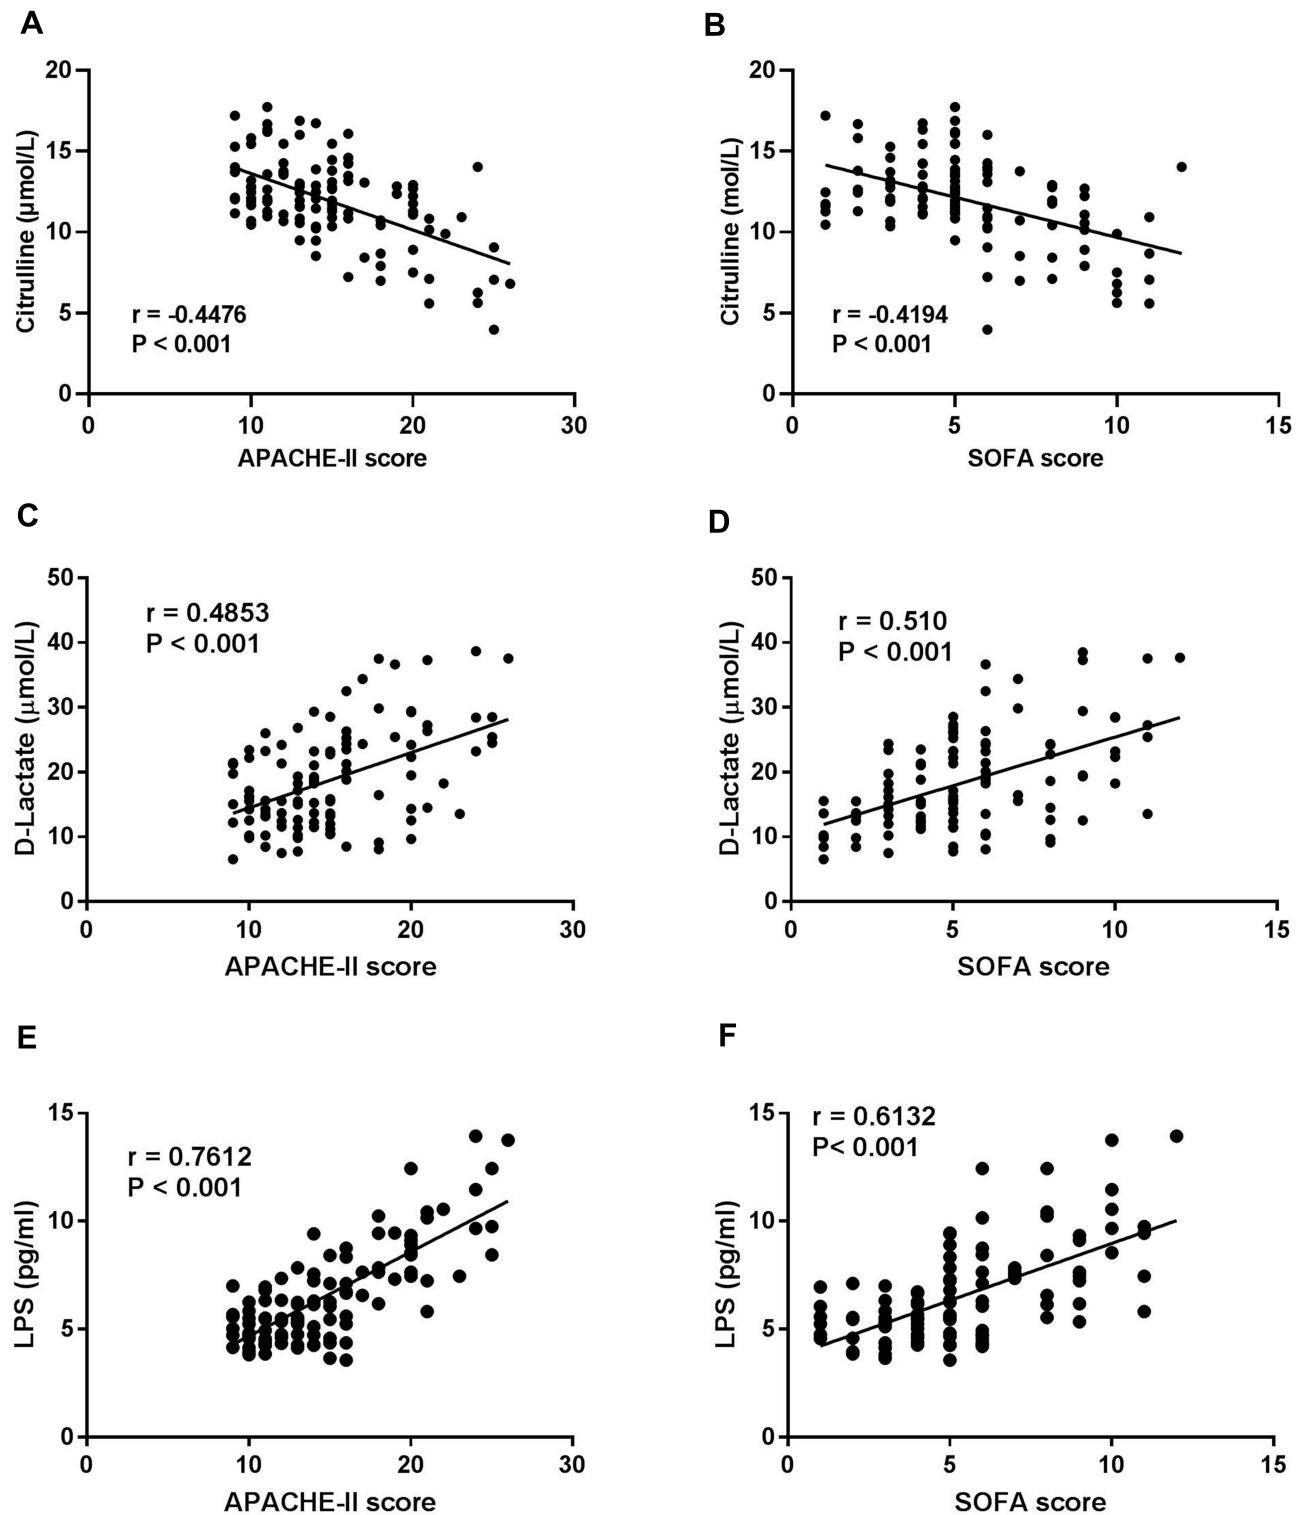 A
B
20
15
10
5
0
Citrulline (µmol/L)
r = -0.4476
P < 0.001
0 10 20 30
APACHE-II score
20
15
10
5
0
Citrulline (mol/L)
r = -0.4194
P < 0.001
0 5 10 15
SOFA score
C
D
50
40
30
20
10
0
D-Lactate (µmol/L)
r = 0.4853
P < 0.001
0 10 20 30
APACHE-II score
50
40
30
20
10
0
D-Lactate (µmol/L)
r = 0.510
P < 0.001
0 5 10 15
SOFA score
E
F
15
10
5
0
LPS (pg/ml)
r = 0.7612
P < 0.001
0 10 20 30
APACHE-II score
15
10
5
0
LPS (pg/ml)
r = 0.6132
P< 0.001
0 5 10 15
SOFA score